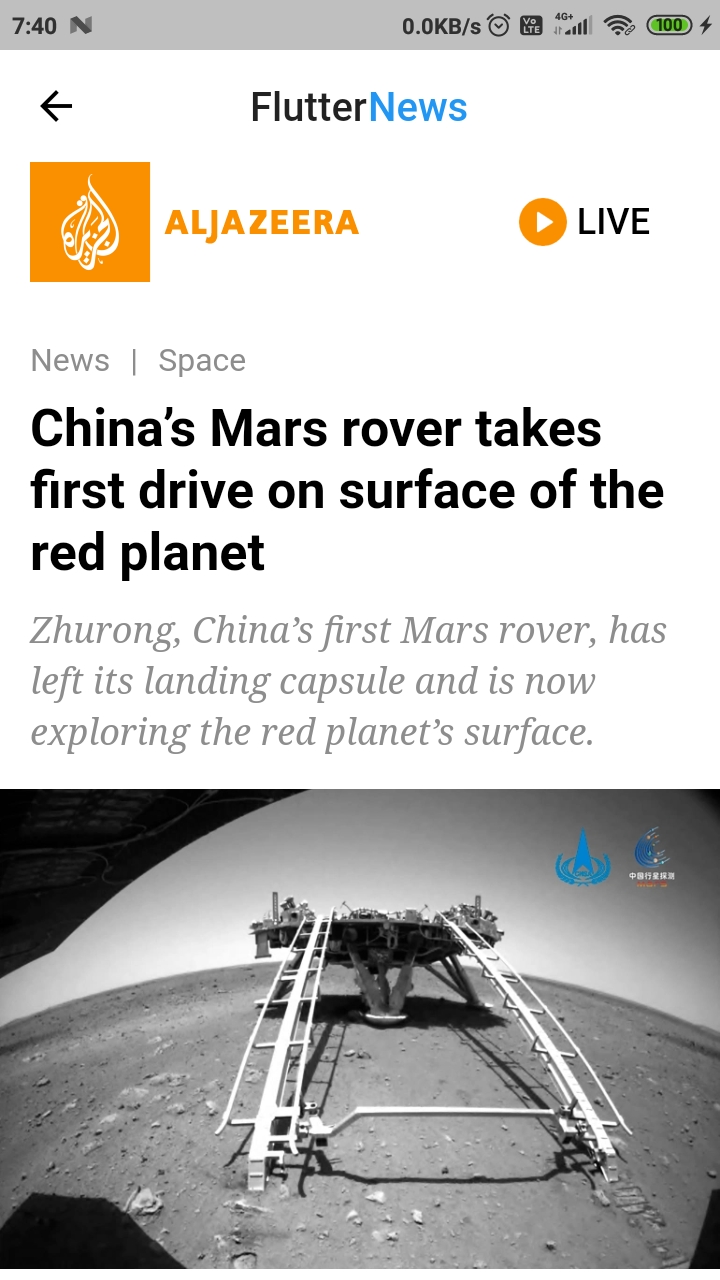 7:40 0.0KB/s Vo LTE 4G+ 100
FlutterNews
ALJAZEERA LIVE
News | Space
China’s Mars rover takes
first drive on surface of the
red planet
Zhurong, China’s first Mars rover, has
left its landing capsule and is now
exploring the red planet’s surface.
中国行星探测